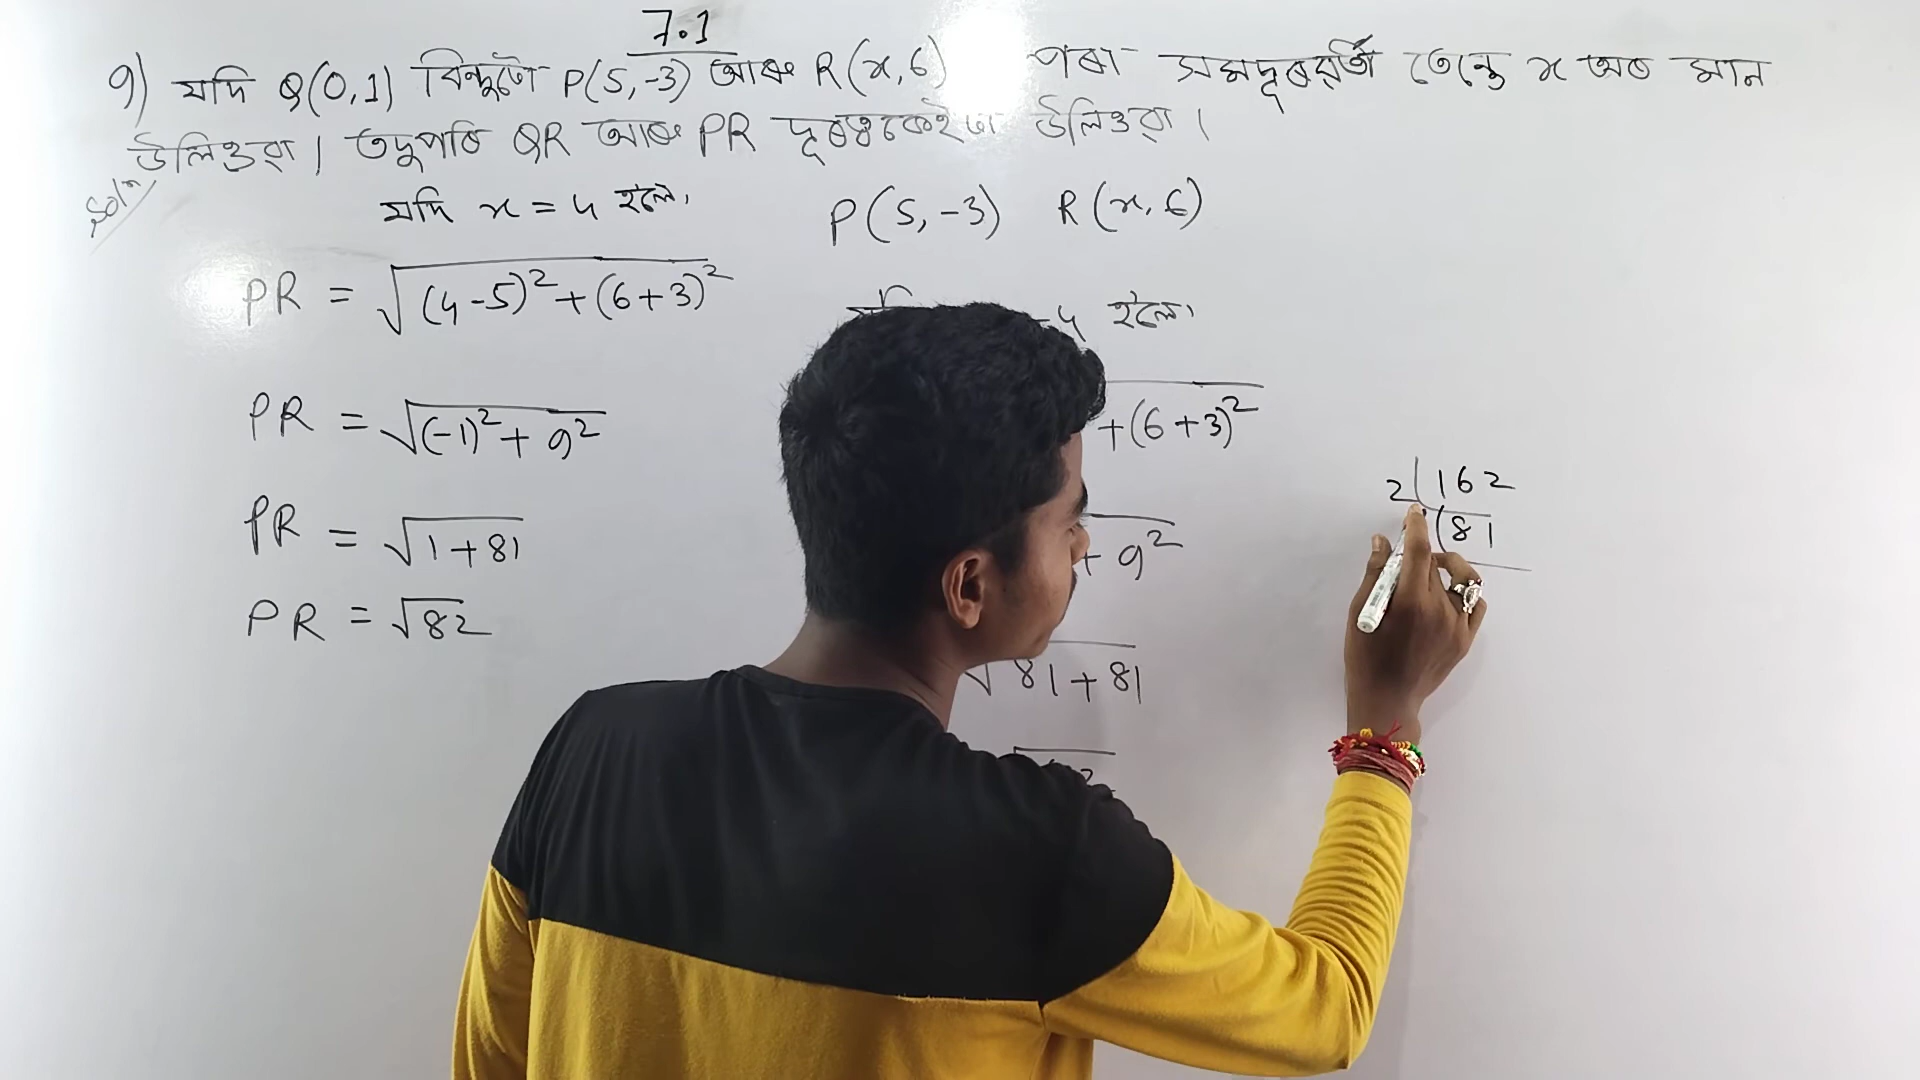 7.1
9) যদি Q(0,1) বিন্দুটো P(5,-3) আৰু R(x,6) পৰা সমদূৰৱৰ্তী তেন্তে x অৰ মান
উলিওৱা। তদুপৰি QR আৰু PR দূৰত্বকেইটা উলিওৱা।
Solⁿ
যদি x = 4 হলে,
PR = √(4-5)²+(6+3)²
PR = √(-1)²+ 9²
PR = √1+81
PR = √82
P(5,-3) R(x,6)
-4 হলে,
+(6+3)²
+ 9²
√81+81
2 162
81